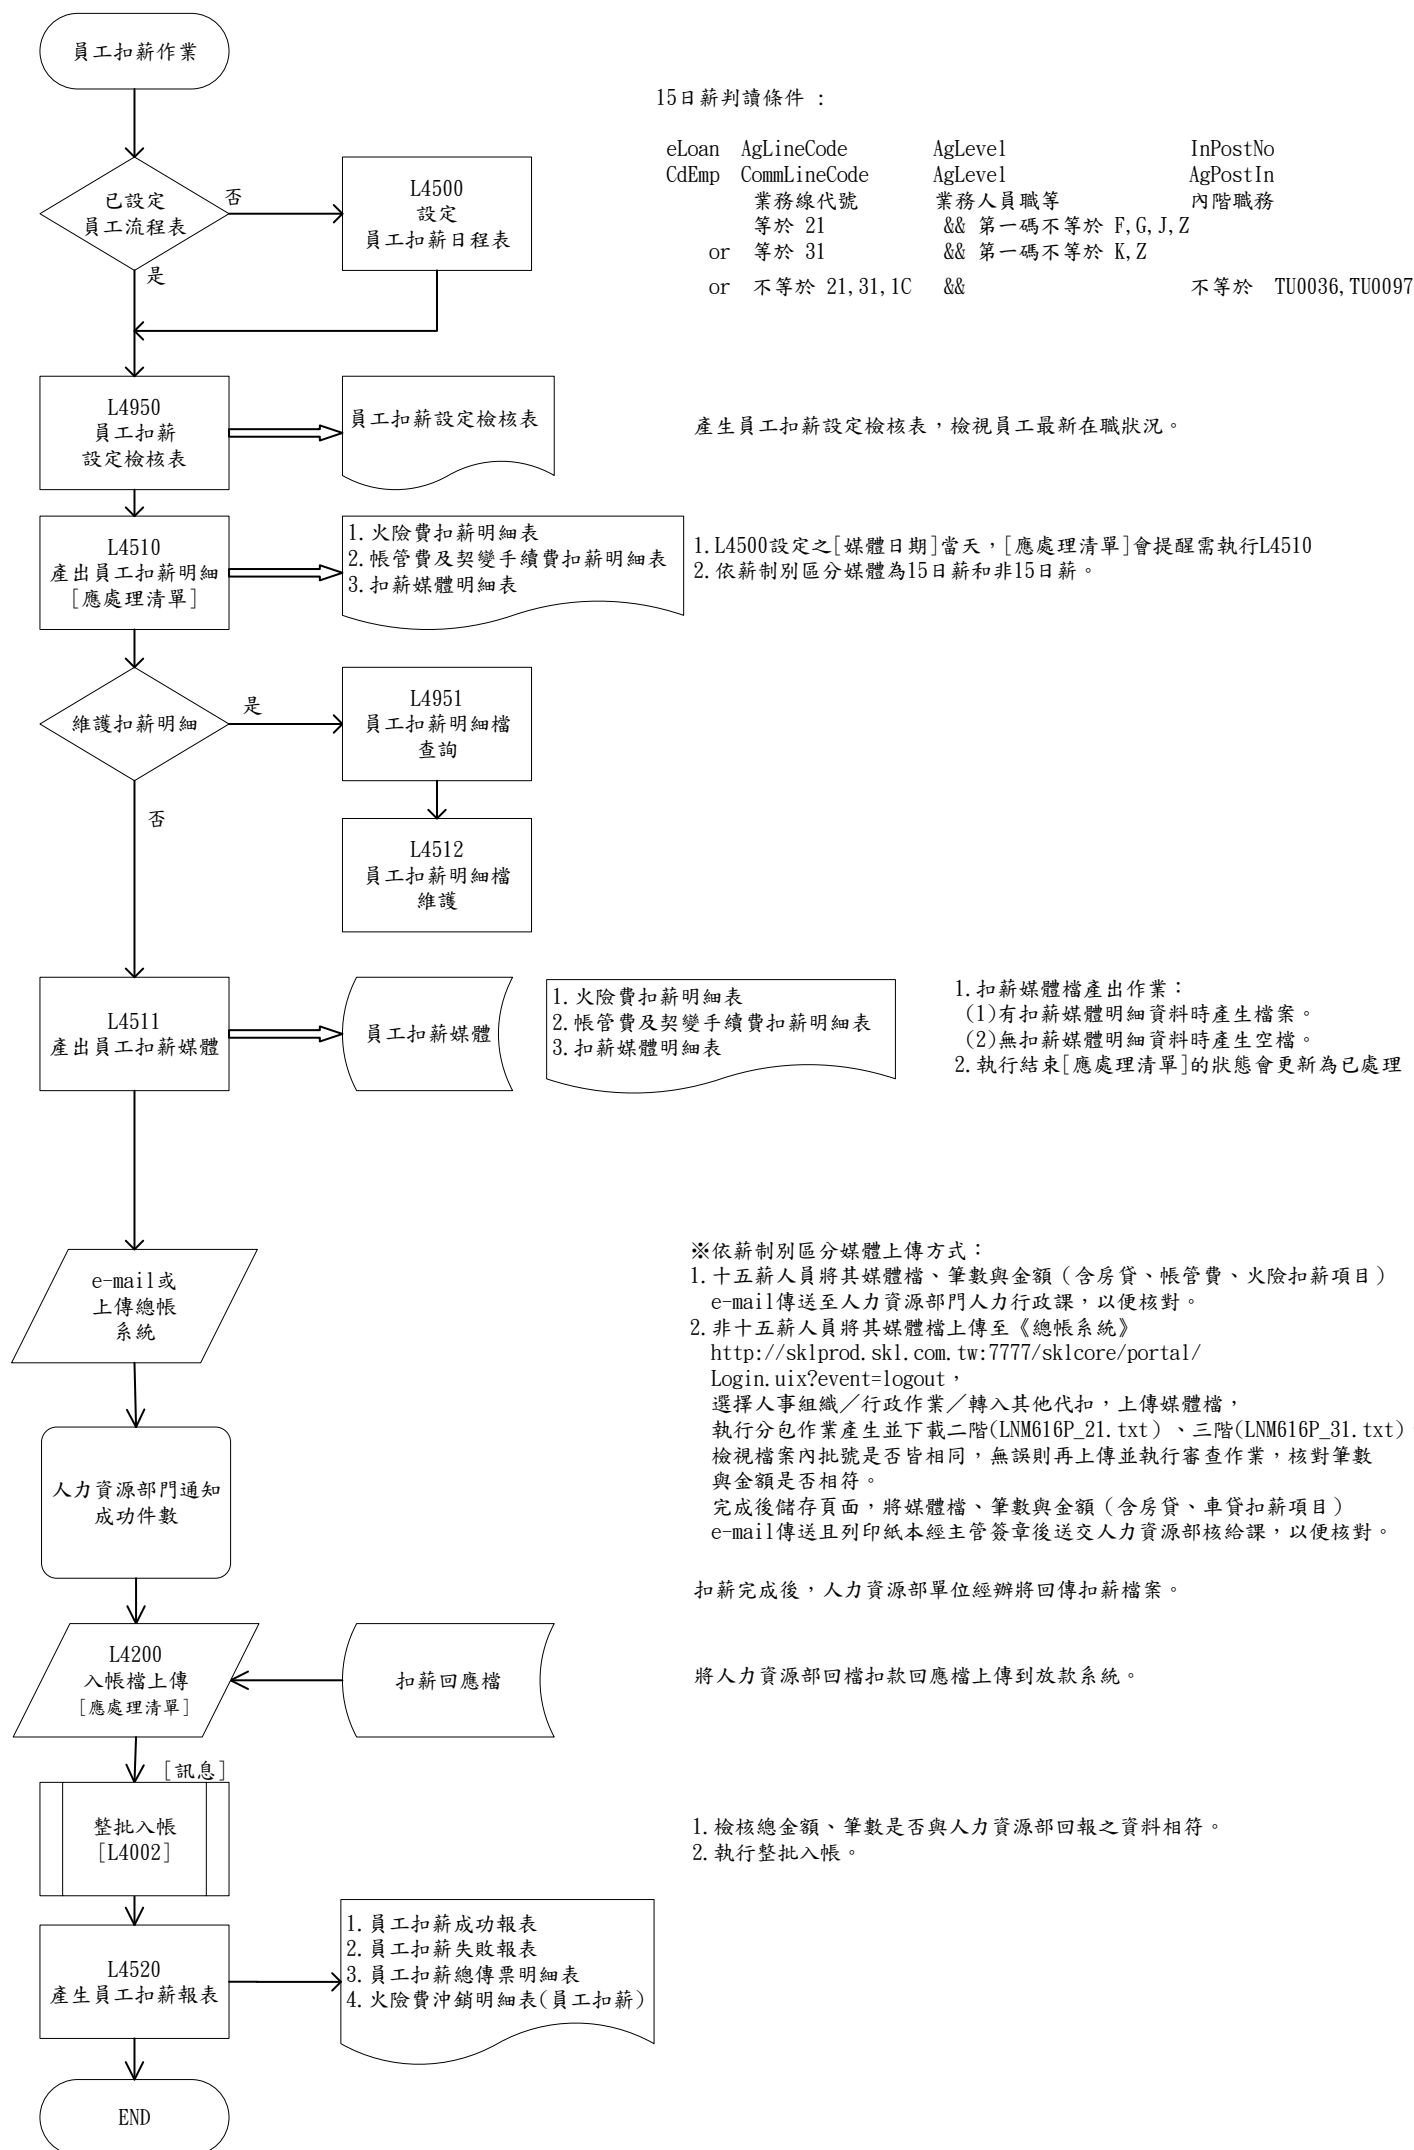 員工扣薪作業
15日薪判讀條件 :
eLoan AgLineCode AgLevel InPostNo
CdEmp CommLineCode AgLevel AgPostIn
業務線代號 業務人員職等 內階職務
等於 21 && 第一碼不等於 F,G,J,Z
or 等於 31 && 第一碼不等於 K,Z
or 不等於 21,31,1C && 不等於 TU0036,TU0097
已設定
員工流程表
否
是
L4500
設定
員工扣薪日程表
L4950
員工扣薪
設定檢核表
員工扣薪設定檢核表
產生員工扣薪設定檢核表，檢視員工最新在職狀況。
L4510
產出員工扣薪明細
[應處理清單]
1.火險費扣薪明細表
2.帳管費及契變手續費扣薪明細表
3.扣薪媒體明細表
1.L4500設定之[媒體日期]當天，[應處理清單]會提醒需執行L4510
2.依薪制別區分媒體為15日薪和非15日薪。
維護扣薪明細
是
否
L4951
員工扣薪明細檔
查詢
L4512
員工扣薪明細檔
維護
L4511
產出員工扣薪媒體
員工扣薪媒體
1.火險費扣薪明細表
2.帳管費及契變手續費扣薪明細表
3.扣薪媒體明細表
1.扣薪媒體檔產出作業：
(1)有扣薪媒體明細資料時產生檔案。
(2)無扣薪媒體明細資料時產生空檔。
2.執行結束[應處理清單]的狀態會更新為已處理
e-mail或
上傳總帳
系統
※依薪制別區分媒體上傳方式：
1.十五薪人員將其媒體檔、筆數與金額（含房貸、帳管費、火險扣薪項目）
e-mail傳送至人力資源部門人力行政課，以便核對。
2.非十五薪人員將其媒體檔上傳至《總帳系統》
http://sklprod.skl.com.tw:7777/sklcore/portal/
Login.uix?event=logout，
選擇人事組織／行政作業／轉入其他代扣，上傳媒體檔，
執行分包作業產生並下載二階(LNM616P_21.txt）、三階(LNM616P_31.txt)
檢視檔案內批號是否皆相同，無誤則再上傳並執行審查作業，核對筆數
與金額是否相符。
完成後儲存頁面，將媒體檔、筆數與金額（含房貸、車貸扣薪項目）
e-mail傳送且列印紙本經主管簽章後送交人力資源部核給課，以便核對。
人力資源部門通知
成功件數
扣薪完成後，人力資源部單位經辦將回傳扣薪檔案。
L4200
入帳檔上傳
[應處理清單]
扣薪回應檔
將人力資源部回檔扣款回應檔上傳到放款系統。
[訊息]
整批入帳
[L4002]
1.檢核總金額、筆數是否與人力資源部回報之資料相符。
2.執行整批入帳。
L4520
產生員工扣薪報表
1.員工扣薪成功報表
2.員工扣薪失敗報表
3.員工扣薪總傳票明細表
4.火險費沖銷明細表(員工扣薪)
END